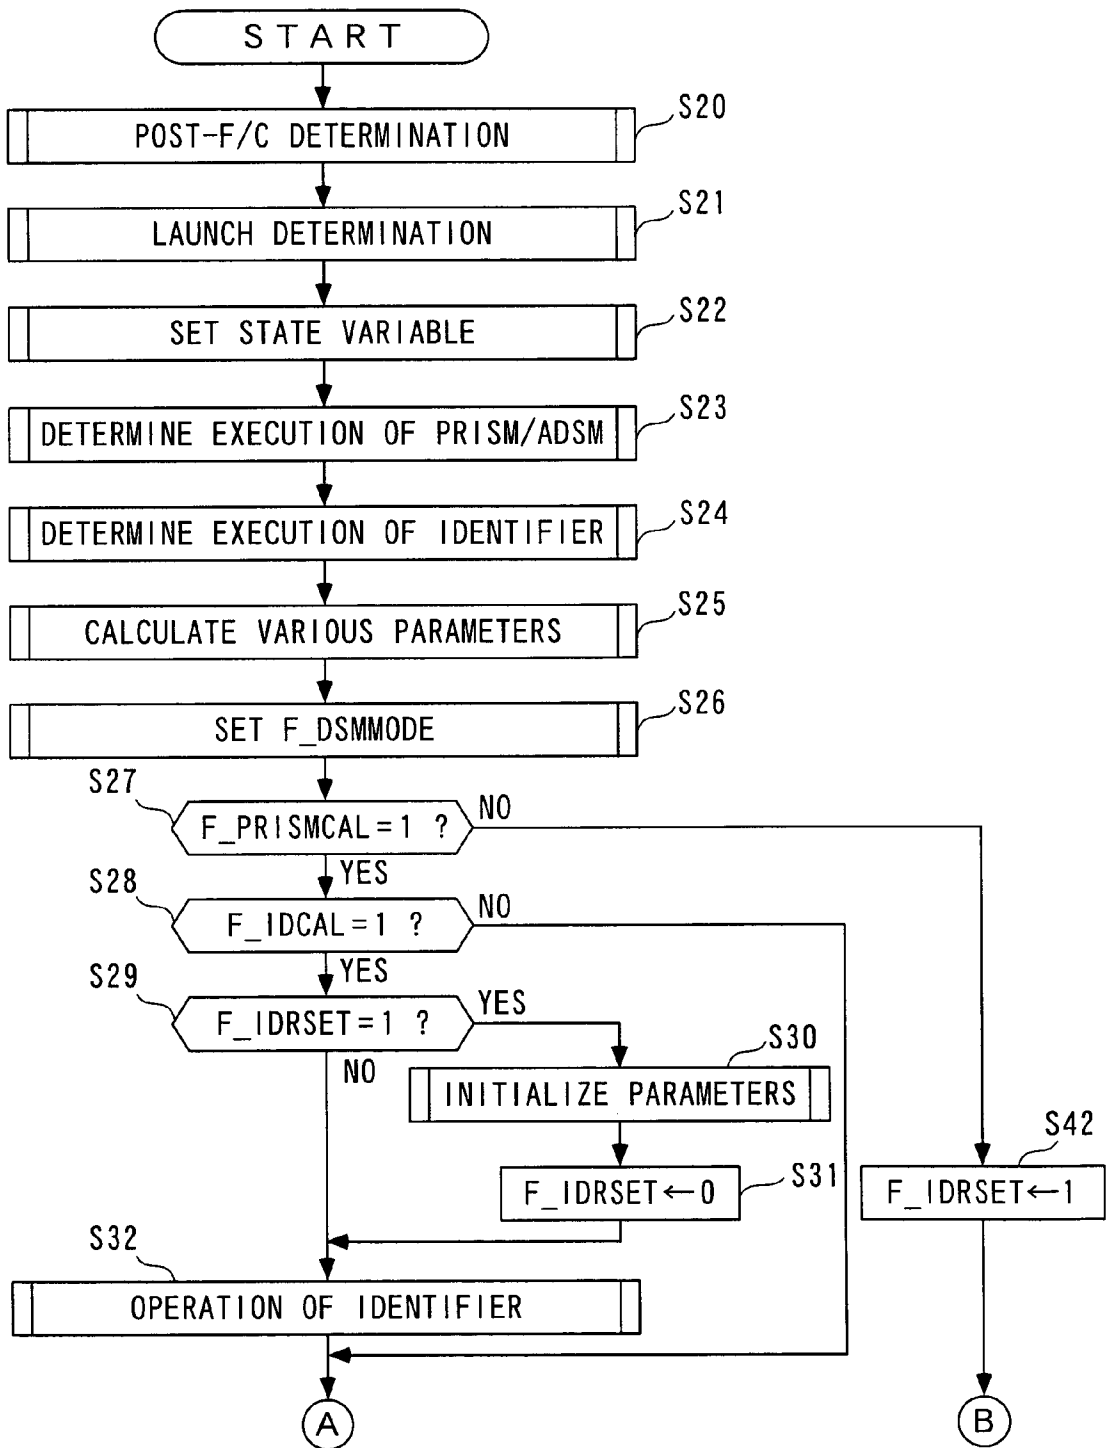 START
S20
POST-F/C DETERMINATION
S21
LAUNCH DETERMINATION
S22
SET STATE VARIABLE
S23
DETERMINE EXECUTION OF PRISM/ADSM
S24
DETERMINE EXECUTION OF IDENTIFIER
S25
CALCULATE VARIOUS PARAMETERS
S26
SET F_DSMMODE
S27
F_PRISMCAL=1 ?
NO
YES
S28
F_IDCAL=1 ?
NO
YES
S29
F_IDRSET=1 ?
YES
NO
S30
INITIALIZE PARAMETERS
S31
F_IDRSET←0
S42
F_IDRSET←1
S32
OPERATION OF IDENTIFIER
A
B